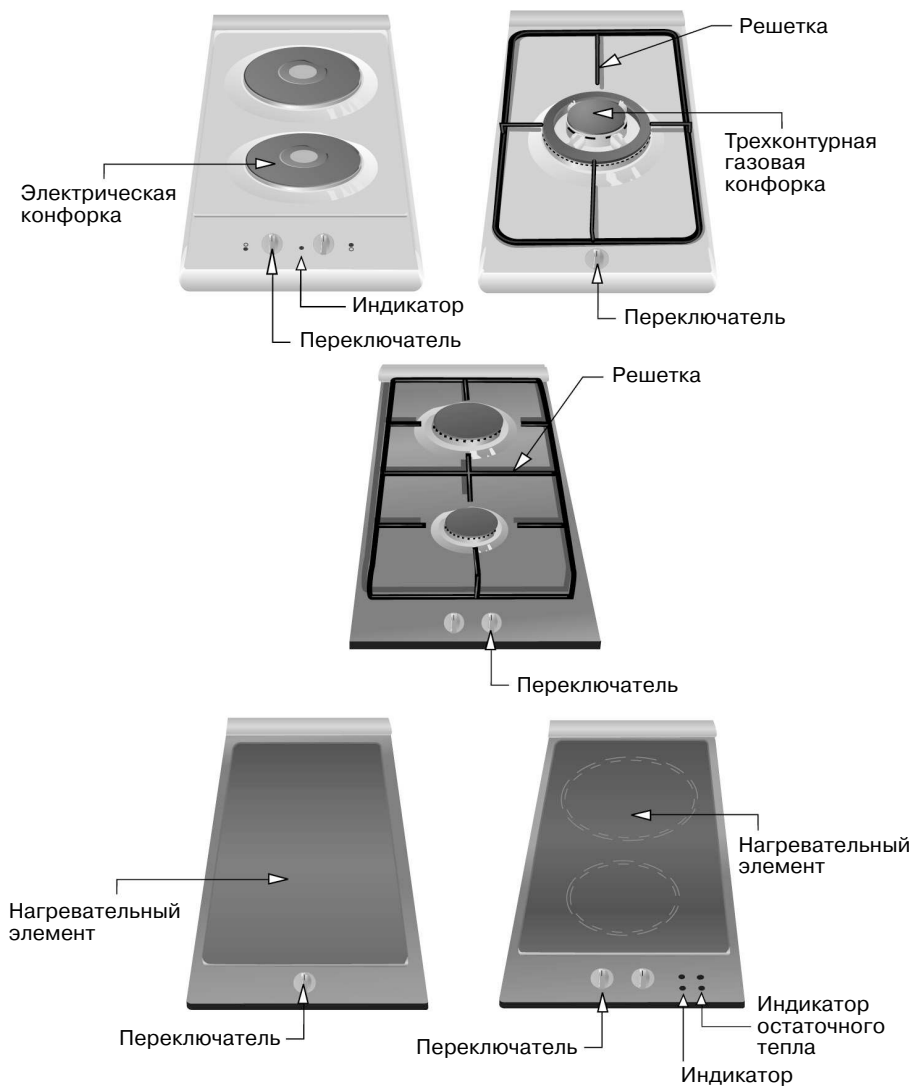 Решетка
Трехконтурная
газовая
конфорка
Электрическая
конфорка
Индикатор
Переключатель
Переключатель
Решетка
Переключатель
Нагревательный
элемент
Нагревательный
элемент
Переключатель
Переключатель
Индикатор
остаточного
тепла
Индикатор